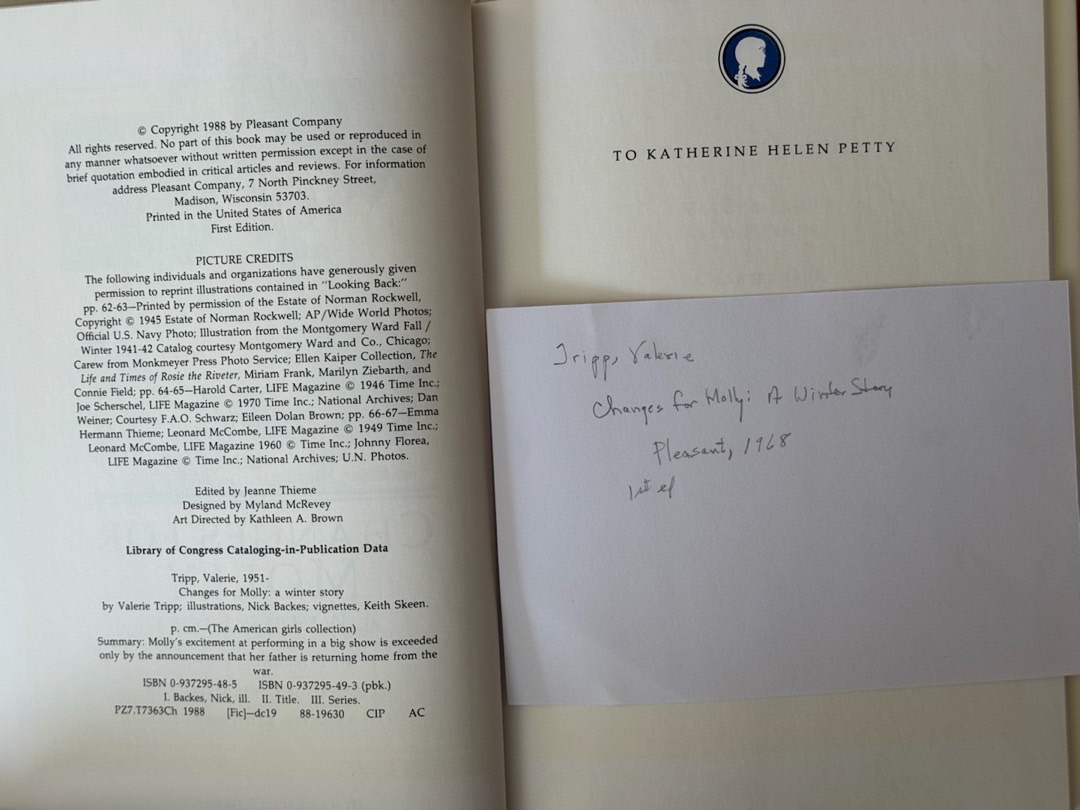 © Copyright 1988 by Pleasant Company
All rights reserved. No part of this book may be used or reproduced in
any manner whatsoever without written permission except in the case of
brief quotation embodied in critical articles and reviews. For information
address Pleasant Company, 7 North Pinckney Street,
Madison, Wisconsin 53703.
Printed in the United States of America
First Edition.
PICTURE CREDITS
The following individuals and organizations have generously given
permission to reprint illustrations contained in "Looking Back:"
pp. 62-63—Printed by permission of the Estate of Norman Rockwell,
Copyright © 1945 Estate of Norman Rockwell; AP/Wide World Photos;
Official U.S. Navy Photo; Illustration from the Montgomery Ward Fall /
Winter 1941-42 Catalog courtesy Montgomery Ward and Co., Chicago;
Carew from Monkmeyer Press Photo Service; Ellen Kaiper Collection, The
Life and Times of Rosie the Riveter, Miriam Frank, Marilyn Ziebarth, and
Connie Field; pp. 64-65—Harold Carter, LIFE Magazine © 1946 Time Inc.;
Joe Scherschel, LIFE Magazine © 1970 Time Inc.; National Archives; Dan
Weiner; Courtesy F.A.O. Schwarz; Eileen Dolan Brown; pp. 66-67—Emma
Hermann Thieme; Leonard McCombe, LIFE Magazine © 1949 Time Inc.;
Leonard McCombe, LIFE Magazine 1960 © Time Inc.; Johnny Florea,
LIFE Magazine © Time Inc.; National Archives; U.N. Photos.
Edited by Jeanne Thieme
Designed by Myland McRevey
Art Directed by Kathleen A. Brown
Library of Congress Cataloging-in-Publication Data
Tripp, Valerie, 1951-
Changes for Molly: a winter story
by Valerie Tripp; illustrations, Nick Backes; vignettes, Keith Skeen.
p. cm.—(The American girls collection)
Summary: Molly's excitement at performing in a big show is exceeded
only by the announcement that her father is returning home from the
war.
ISBN 0-937295-48-5 ISBN 0-937295-49-3 (pbk.)
I. Backes, Nick, ill. II. Title. III. Series.
PZ7.T7363Ch 1988 [Fic]—dc19 88-19630 CIP AC
TO KATHERINE HELEN PETTY
Tripp, Valerie
Changes for Molly: A Winter Story
Pleasant, 1968
1st ed